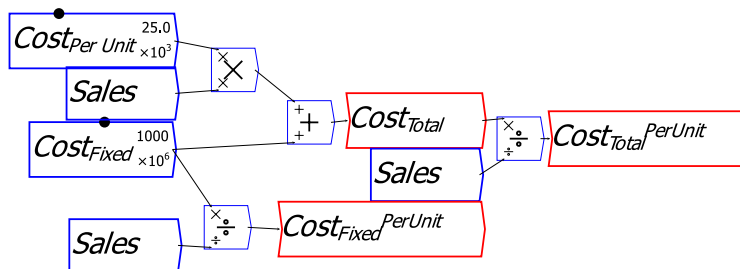 Cost Per Unit 25.0 ×10³
×
× ×
Sales
Cost Fixed 1000 ×10⁶
+
+ +
Cost Total
×
÷ ÷
Cost Total PerUnit
Sales
×
÷ ÷
Cost Fixed PerUnit
Sales